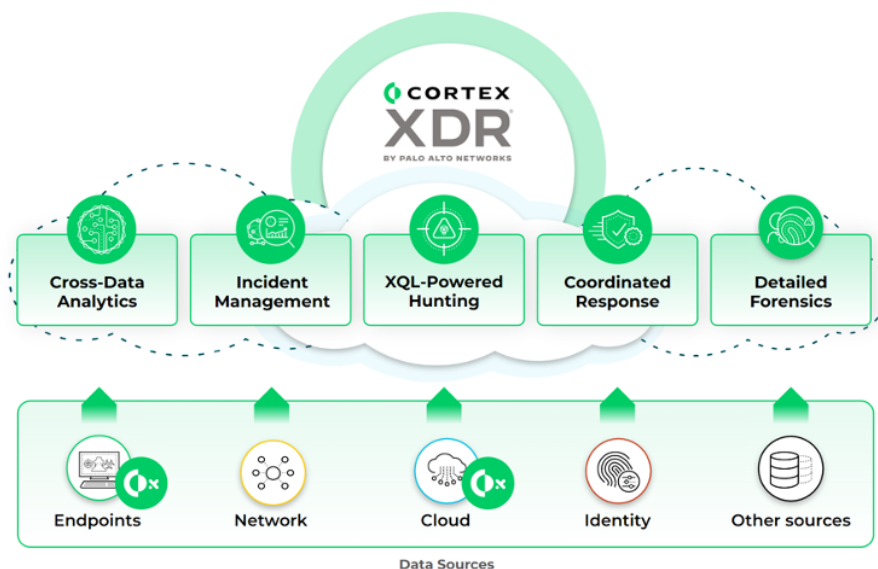 CORTEX
XDR
BY PALO ALTO NETWORKS
Cross-Data
Analytics
Incident
Management
XQL-Powered
Hunting
Coordinated
Response
Detailed
Forensics
Endpoints
Network
Cloud
Identity
Other sources
Data Sources